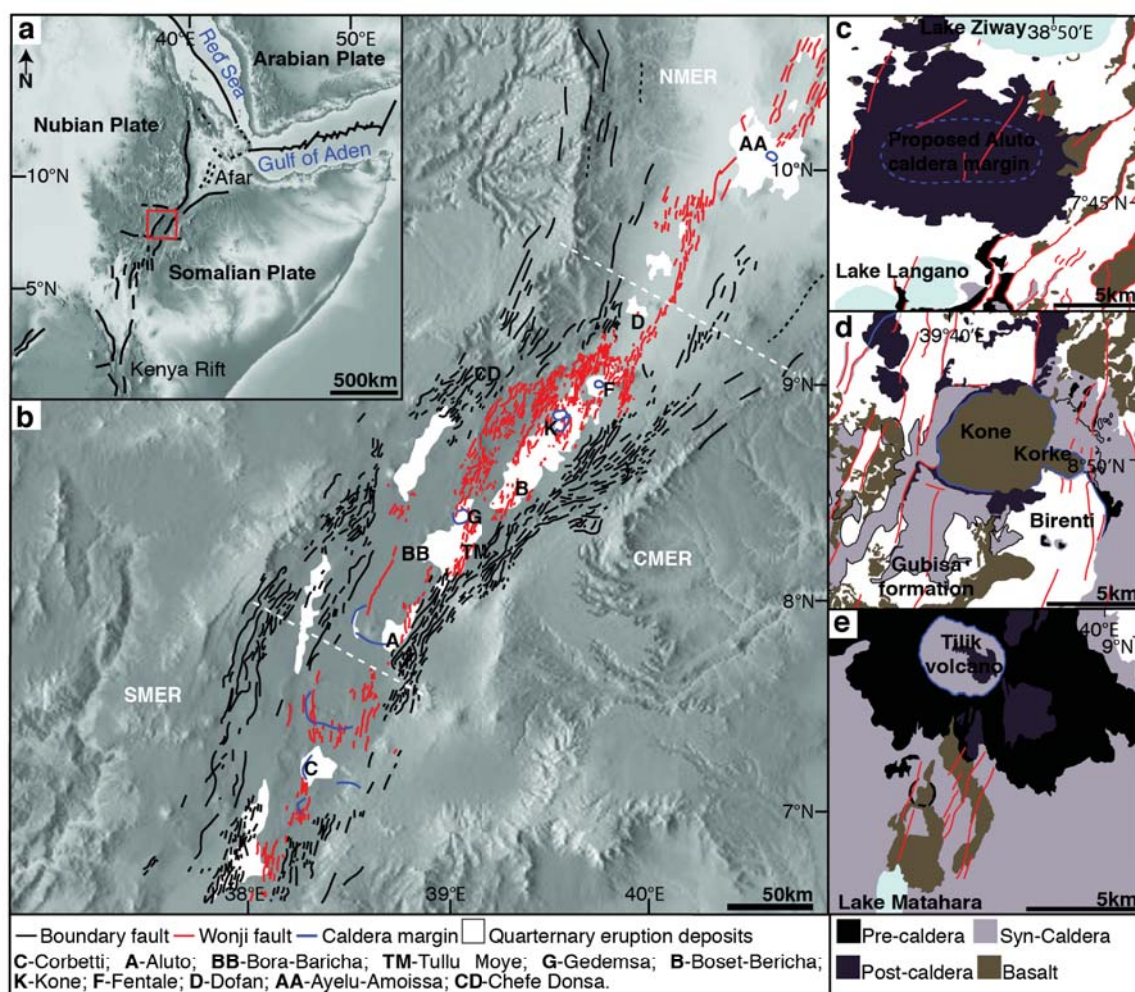 a
40°E
50°E
N
Red Sea
Arabian Plate
Nubian Plate
Gulf of Aden
10°N
Afar
Somalian Plate
5°N
Kenya Rift
500km
b
NMER
AA
10°N
D
CD
9°N
F
K
B
G
BB
TM
CMER
8°N
A
SMER
C
7°N
38°E
39°E
40°E
50km
c
Lake Ziway
38°50'E
Proposed Aluto
caldera margin
7°45'N
Lake Langano
5km
d
39°40'E
Kone
Korke
8°50'N
Birenti
Gubisa
formation
5km
e
Tilik
volcano
40°E
9°N
Lake Matahara
5km
Boundary fault Wonji fault Caldera margin Quarternary eruption deposits
C-Corbetti; A-Aluto; BB-Bora-Baricha; TM-Tullu Moye; G-Gedemsa; B-Boset-Bericha;
K-Kone; F-Fentale; D-Dofan; AA-Ayelu-Amoissa; CD-Chefe Donsa.
Pre-caldera Syn-Caldera
Post-caldera Basalt